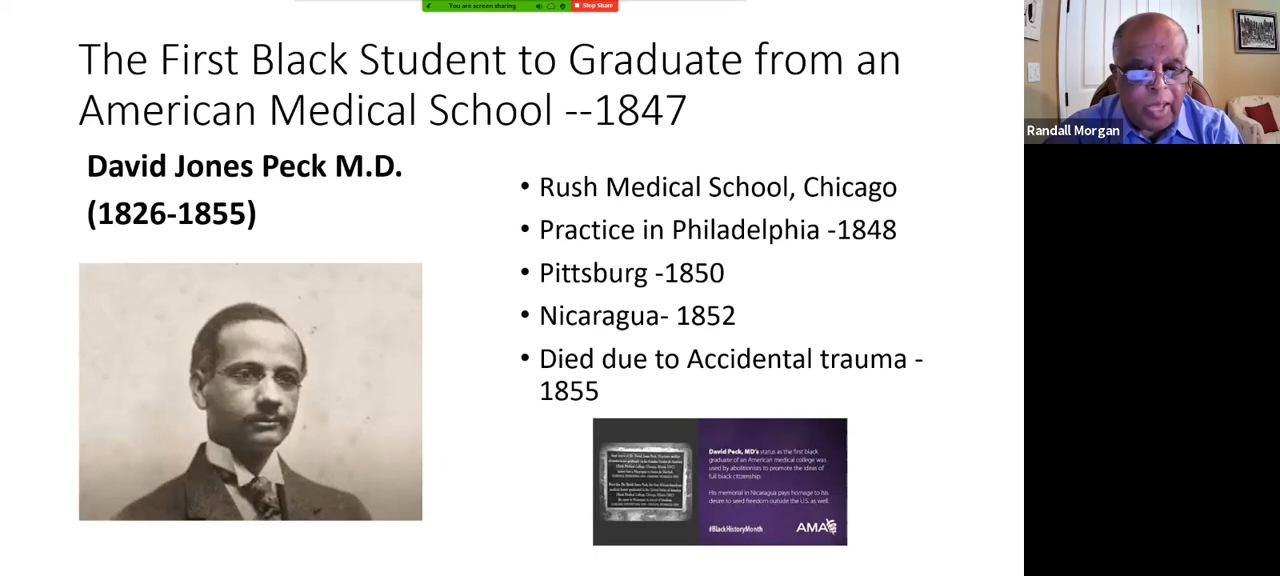 You are screen sharing
Stop Share
The First Black Student to Graduate from an
American Medical School --1847
David Jones Peck M.D.
(1826-1855)
• Rush Medical School, Chicago
• Practice in Philadelphia -1848
• Pittsburg -1850
• Nicaragua- 1852
• Died due to Accidental trauma -
1855
David Peck, MD's status as the first black
graduate of an American medical college was
used by abolitionists to promote the ideas of
full black citizenship.
His memorial in Nicaragua pays homage to his
desire to seed freedom outside the U.S. as well.
#BlackHistoryMonth
AMA
Randall Morgan